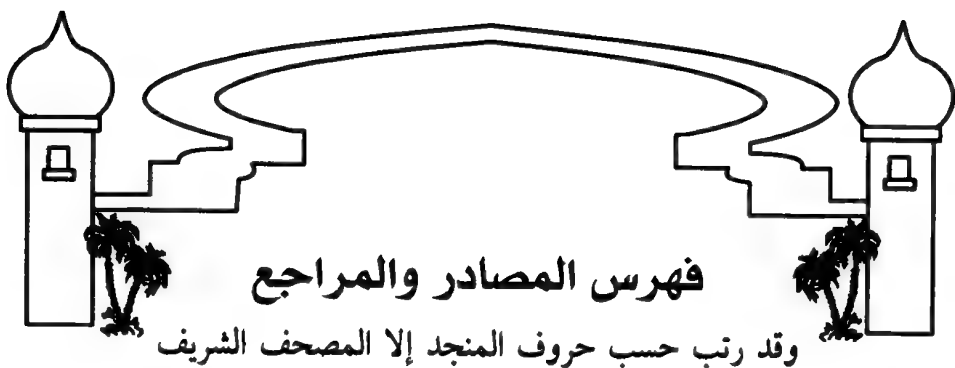 فهرس المصادر والمراجع
وقد رتب حسب حروف المنجد إلا المصحف الشريف